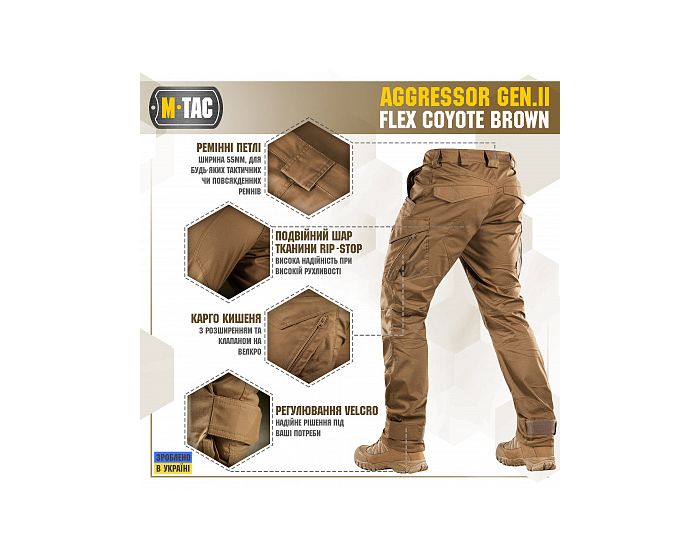 M-TAC
AGGRESSOR GEN.II
FLEX COYOTE BROWN
РЕМІННІ ПЕТЛІ
ШИРИНА 55ММ, ДЛЯ
БУДЬ-ЯКИХ ТАКТИЧНИХ
ЧИ ПОВСЯКДЕННИХ
РЕМНІВ
ПОДВІЙНИЙ ШАР
ТКАНИНИ RIP-STOP
ВИСОКА НАДІЙНІСТЬ ПРИ
ВИСОКІЙ РУХЛИВОСТІ
КАРГО КИШЕНЯ
З РОЗШИРЕННЯМ ТА
КЛАПАНОМ НА
ВЕЛКРО
РЕГУЛЮВАННЯ VELCRO
НАДІЙНЕ РІШЕННЯ ПІД
ВАШІ ПОТРЕБИ
ЗРОБЛЕНО
В УКРАЇНІ